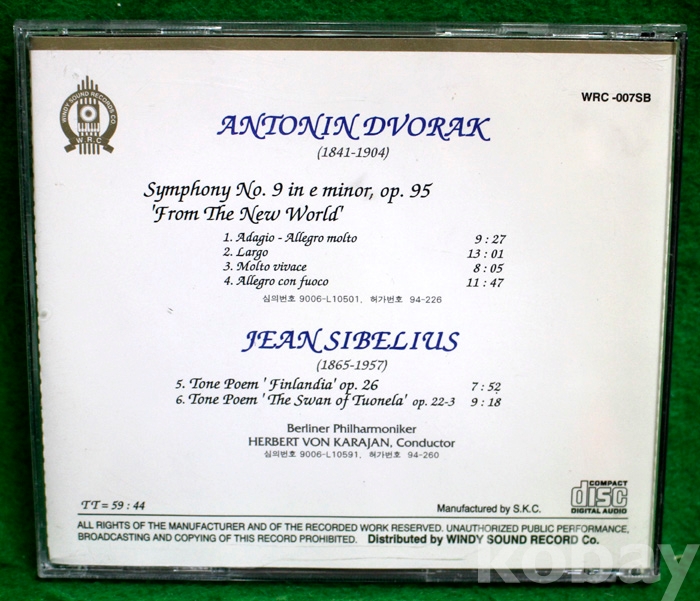 WINDY SOUND RECORDS CO
W.R.C
WRC -007SB
ANTONIN DVORAK
(1841-1904)
Symphony No. 9 in e minor, op. 95
'From The New World'
1. Adagio - Allegro molto 9 : 27
2. Largo 13 : 01
3. Molto vivace 8 : 05
4. Allegro con fuoco 11 : 47
심의번호 9006-L10501, 허가번호 94-226
JEAN SIBELIUS
(1865-1957)
5. Tone Poem ' Finlandia' op. 26 7 : 52
6. Tone Poem ' The Swan of Tuonela' op. 22-3 9 : 18
Berliner Philharmoniker
HERBERT VON KARAJAN, Conductor
심의번호 9006-L10591, 허가번호 94-260
TT = 59 : 44
Manufactured by S.K.C.
COMPACT
disc
DIGITAL AUDIO
ALL RIGHTS OF THE MANUFACTURER AND OF THE RECORDED WORK RESERVED. UNAUTHORIZED PUBLIC PERFORMANCE,
BROADCASTING AND COPYING OF THIS RECORD PROHIBITED. Distributed by WINDY SOUND RECORD Co.
kobay